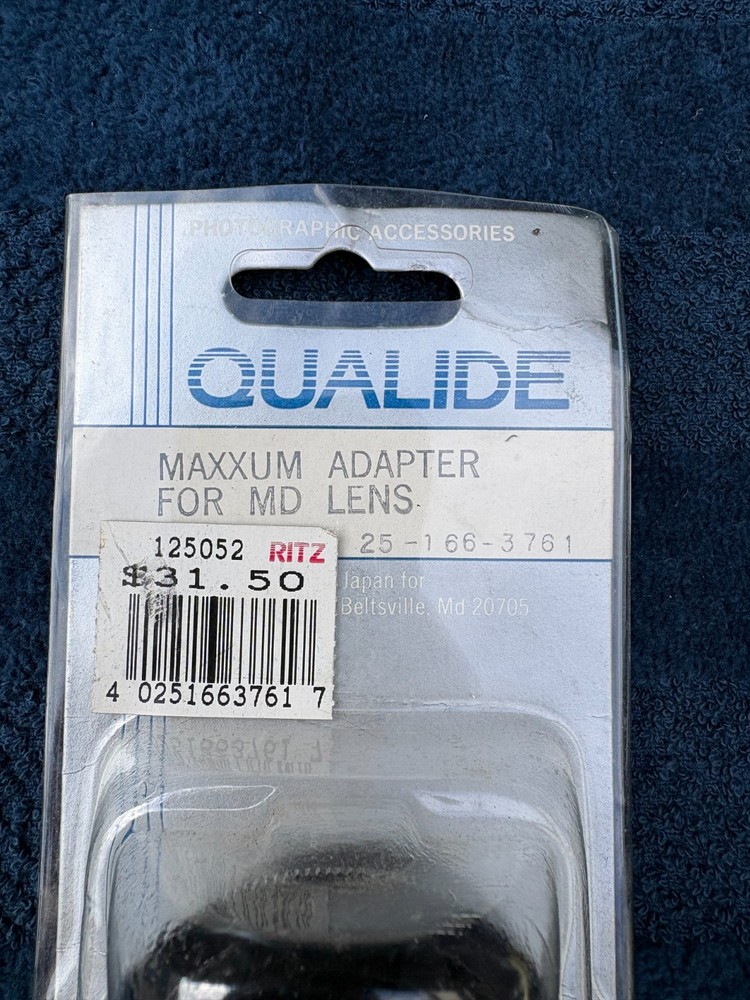 PHOTOGRAPHIC ACCESSORIES
QUALIDE
MAXXUM ADAPTER
FOR MD LENS
25-166-3761
125052 RITZ
$31.50
4 0251663761 7
Japan for
Beltsville, Md 20705